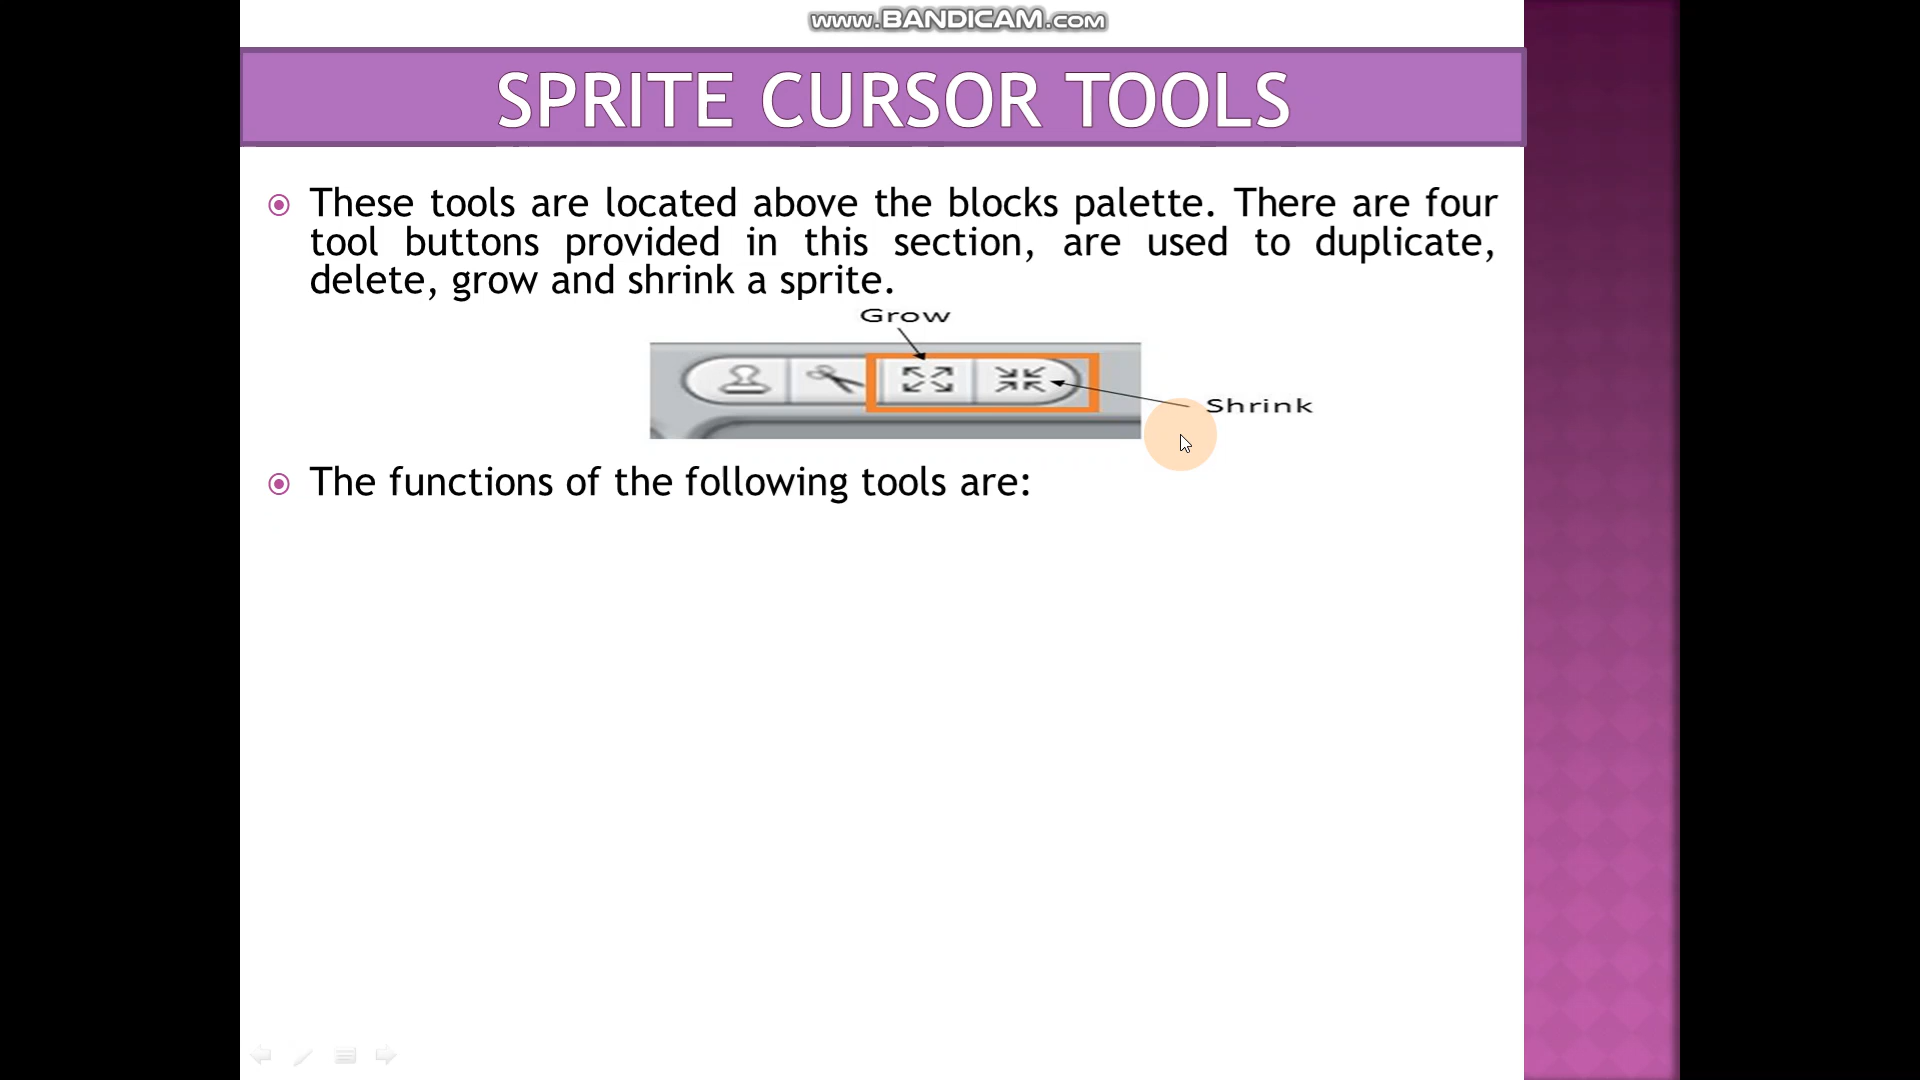 www.BANDICAM.com
SPRITE CURSOR TOOLS
These tools are located above the blocks palette. There are four
tool buttons provided in this section, are used to duplicate,
delete, grow and shrink a sprite.
Grow
Shrink
The functions of the following tools are: